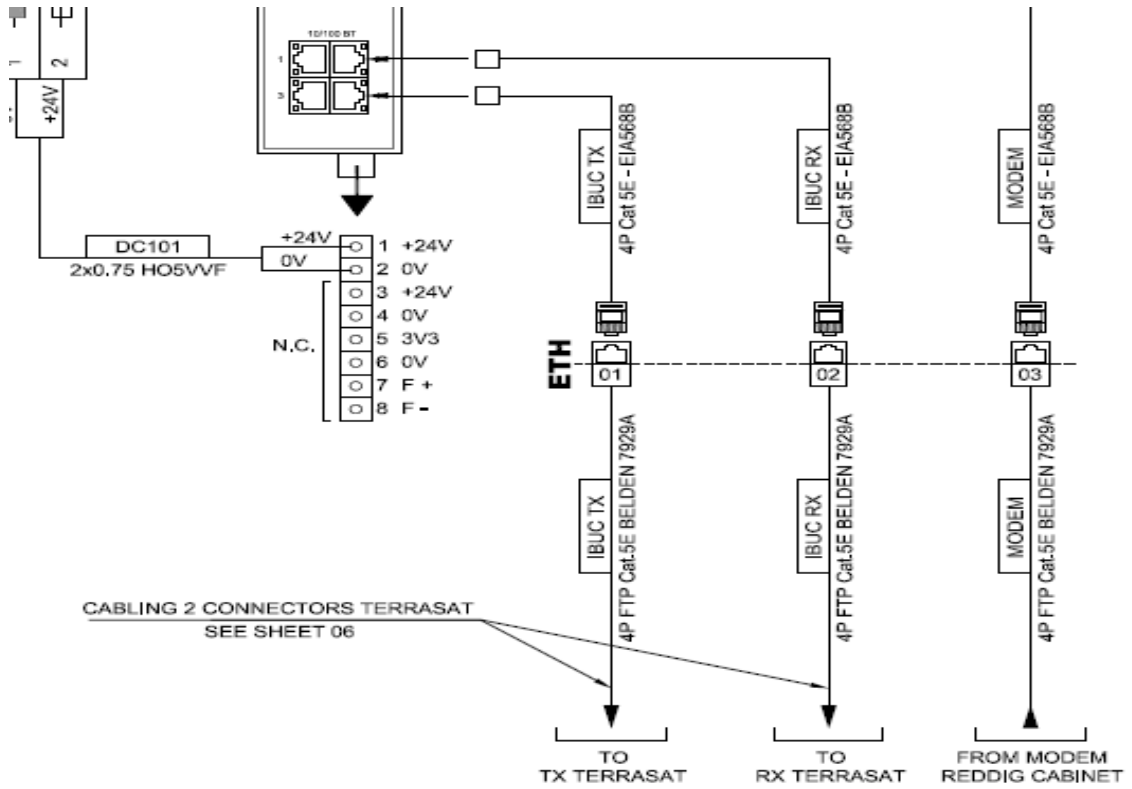 1
2
+24V
10/100 BT
1
3
IBUC TX
4P Cat 5E - EIA568B
IBUC RX
4P Cat 5E - EIA568B
MODEM
4P Cat 5E - EIA568B
DC101
2x0.75 HO5VVF
+24V
0V
1 +24V
2 0V
3 +24V
4 0V
5 3V3
6 0V
7 F +
8 F -
N.C.
ETH
01
02
03
IBUC TX
4P FTP Cat.5E BELDEN 7929A
IBUC RX
4P FTP Cat.5E BELDEN 7929A
MODEM
4P FTP Cat.5E BELDEN 7929A
CABLING 2 CONNECTORS TERRASAT
SEE SHEET 06
TO
TX TERRASAT
TO
RX TERRASAT
FROM MODEM
REDDIG CABINET